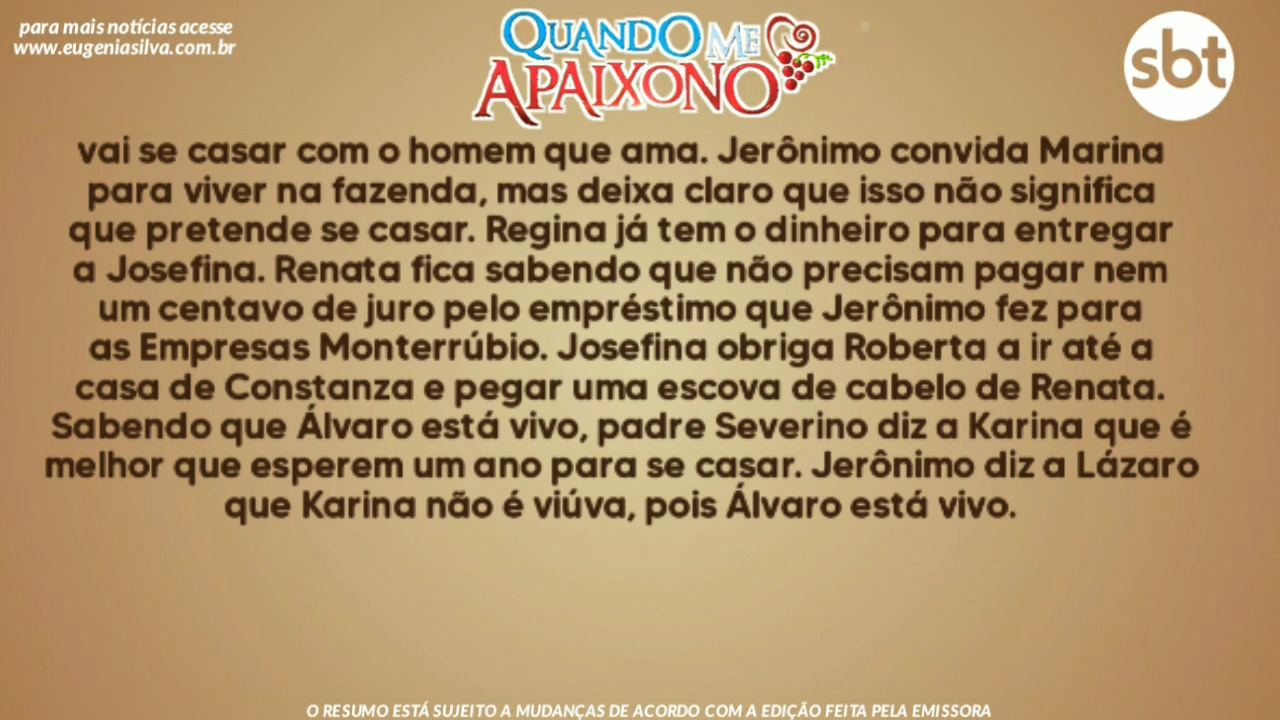 para mais notícias acesse
www.eugeniasilva.com.br
QUANDO ME
APAIXONO
sbt
vai se casar com o homem que ama. Jerônimo convida Marina
para viver na fazenda, mas deixa claro que isso não significa
que pretende se casar. Regina já tem o dinheiro para entregar
a Josefina. Renata fica sabendo que não precisam pagar nem
um centavo de juro pelo empréstimo que Jerônimo fez para
as Empresas Monterrúbio. Josefina obriga Roberta a ir até a
casa de Constanza e pegar uma escova de cabelo de Renata.
Sabendo que Álvaro está vivo, padre Severino diz a Karina que é
melhor que esperem um ano para se casar. Jerônimo diz a Lázaro
que Karina não é viúva, pois Álvaro está vivo.
O RESUMO ESTÁ SUJEITO A MUDANÇAS DE ACORDO COM A EDIÇÃO FEITA PELA EMISSORA